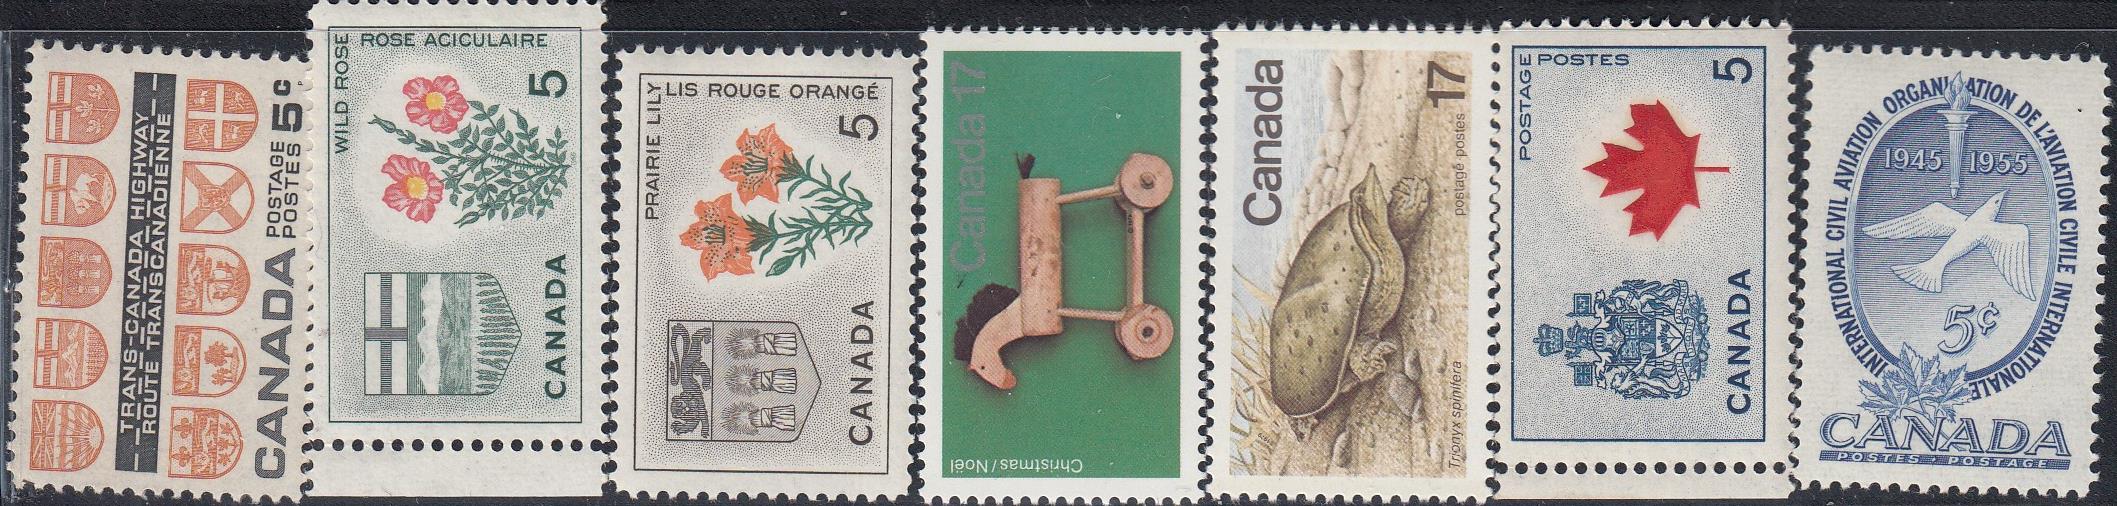 TRANS-CANADA HIGHWAY
ROUTE TRANSCANADIENNE
POSTAGE
POSTES 5c
CANADA
WILD ROSE
ROSE ACICULAIRE
5
CANADA
PRAIRIE LILY
LIS ROUGE ORANGÉ
5
CANADA
Canada 17
Christmas/Noël
Canada
17
postage postes
Trionyx spinifera
POSTAGE
POSTES
5
CANADA
INTERNATIONAL CIVIL AVIATION ORGANI ATION DE L'AVIATION CIVILE INTERNATIONALE
1945 1955
5¢
CANADA
POSTES - POSTAGE